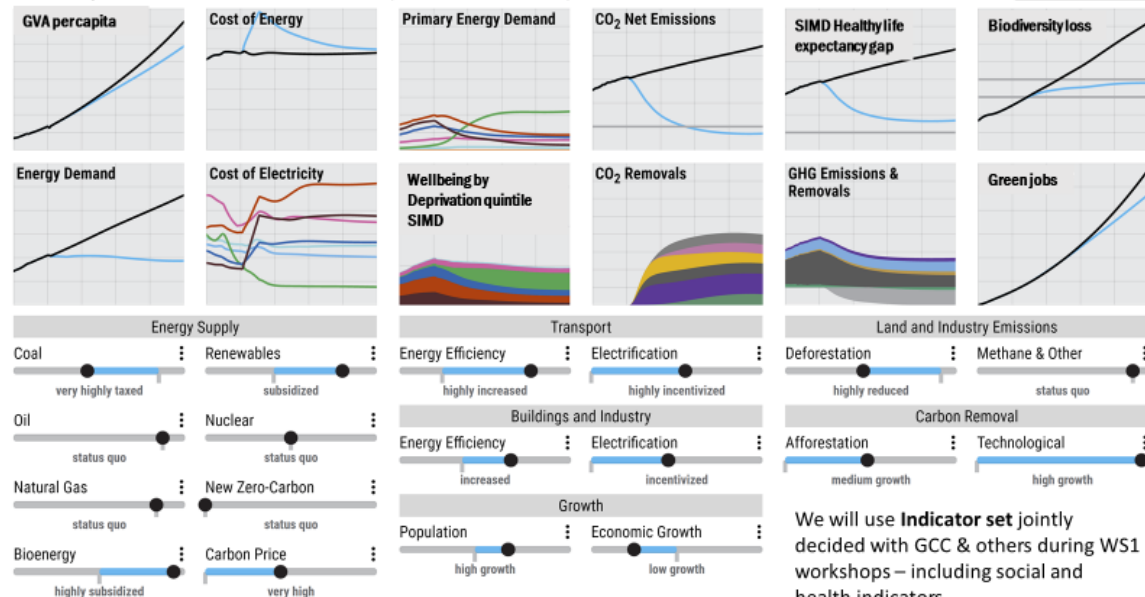 GVA percapita
Cost of Energy
Primary Energy Demand
CO₂ Net Emissions
SIMD Healthy life
expectancy gap
Biodiversity loss
Energy Demand
Cost of Electricity
Wellbeing by
Deprivation quintile
SIMD
CO₂ Removals
GHG Emissions &
Removals
Green jobs
Energy Supply
Coal
very highly taxed
Renewables
subsidized
Oil
status quo
Nuclear
status quo
Natural Gas
status quo
New Zero-Carbon
status quo
Bioenergy
highly subsidized
Carbon Price
very high
Transport
Energy Efficiency
highly increased
Electrification
highly incentivized
Buildings and Industry
Energy Efficiency
increased
Electrification
incentivized
Growth
Population
high growth
Economic Growth
low growth
Land and Industry Emissions
Deforestation
highly reduced
Methane & Other
status quo
Carbon Removal
Afforestation
medium growth
Technological
high growth
We will use Indicator set jointly
decided with GCC & others during WS1
workshops – including social and
health indicators